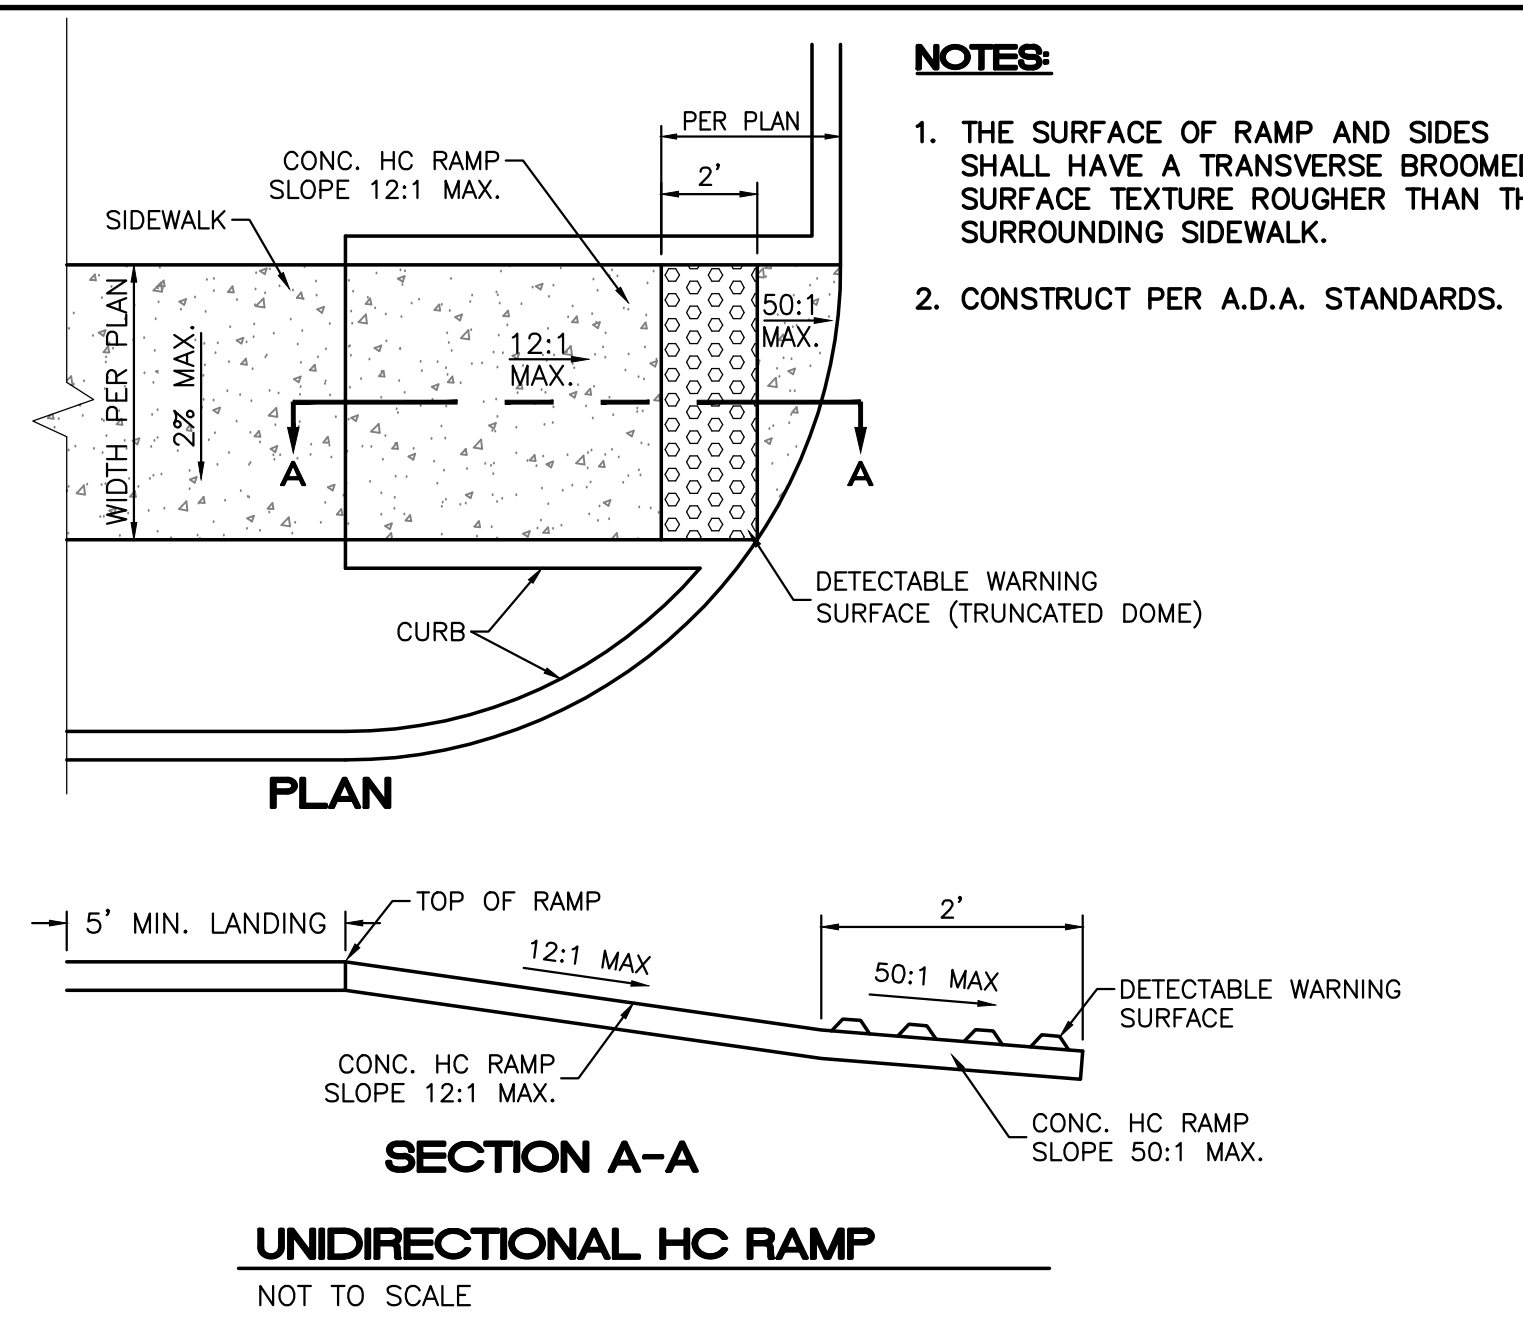 NOTES:
1. THE SURFACE OF RAMP AND SIDES
SHALL HAVE A TRANSVERSE BROOMED
SURFACE TEXTURE ROUGHER THAN
SURROUNDING SIDEWALK.
2. CONSTRUCT PER A.D.A. STANDARDS.
PER PLAN
2'
CONC. HC RAMP
SLOPE 12:1 MAX.
SIDEWALK
WIDTH PER PLAN
2% MAX.
12:1
MAX.
50:1
MAX.
A
A
DETECTABLE WARNING
SURFACE (TRUNCATED DOME)
CURB
PLAN
5' MIN. LANDING
TOP OF RAMP
12:1 MAX
2'
50:1 MAX
DETECTABLE WARNING
SURFACE
CONC. HC RAMP
SLOPE 12:1 MAX.
CONC. HC RAMP
SLOPE 50:1 MAX.
SECTION A-A
UNIDIRECTIONAL HC RAMP
NOT TO SCALE